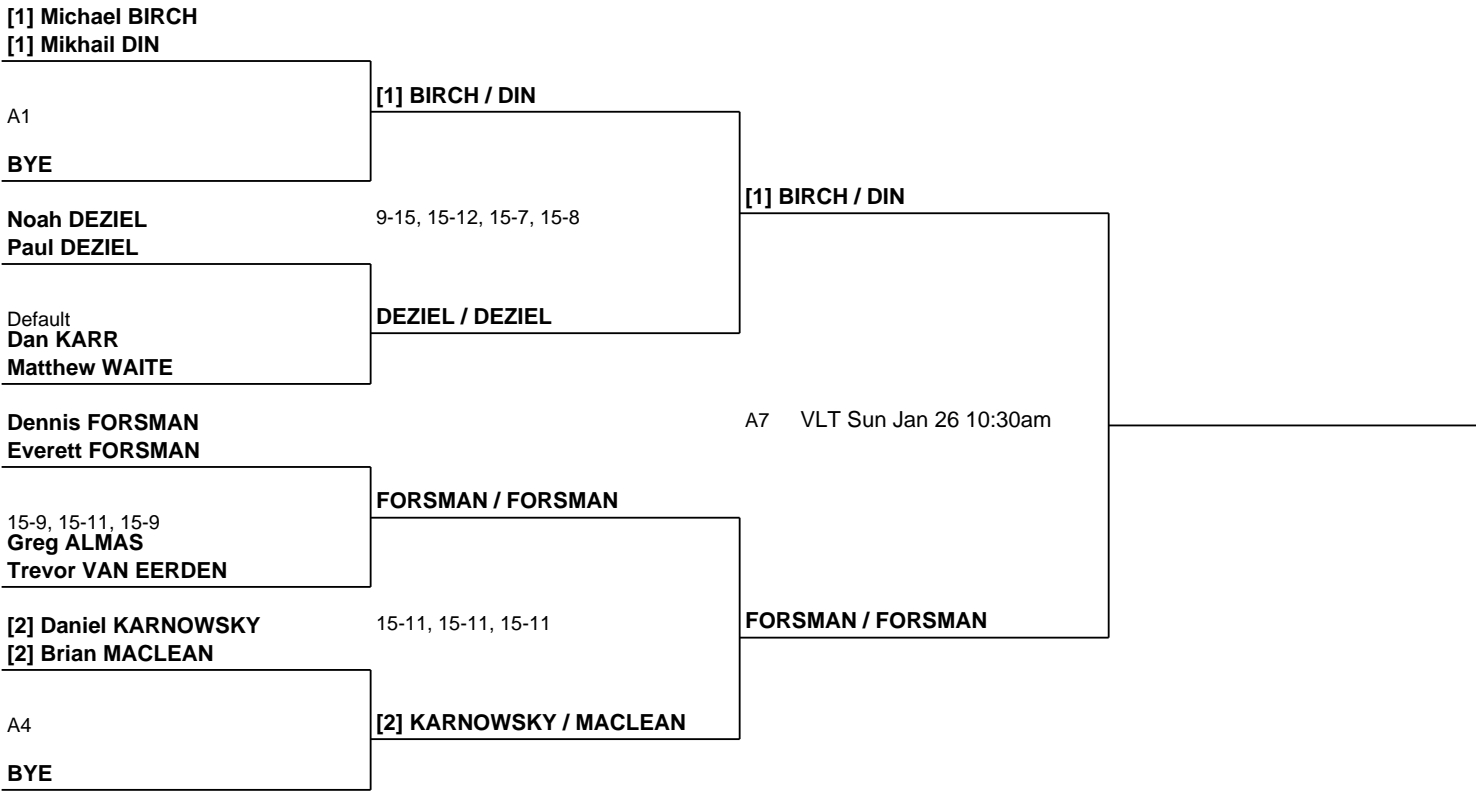 [1] Michael BIRCH
[1] Mikhail DIN
[1] BIRCH / DIN
A1
BYE
[1] BIRCH / DIN
Noah DEZIEL
9-15, 15-12, 15-7, 15-8
Paul DEZIEL
Default
DEZIEL / DEZIEL
Dan KARR
Matthew WAITE
Dennis FORSMAN
A7 VLT Sun Jan 26 10:30am
Everett FORSMAN
FORSMAN / FORSMAN
15-9, 15-11, 15-9
Greg ALMAS
Trevor VAN EERDEN
[2] Daniel KARNOWSKY
15-11, 15-11, 15-11
FORSMAN / FORSMAN
[2] Brian MACLEAN
A4
[2] KARNOWSKY / MACLEAN
BYE